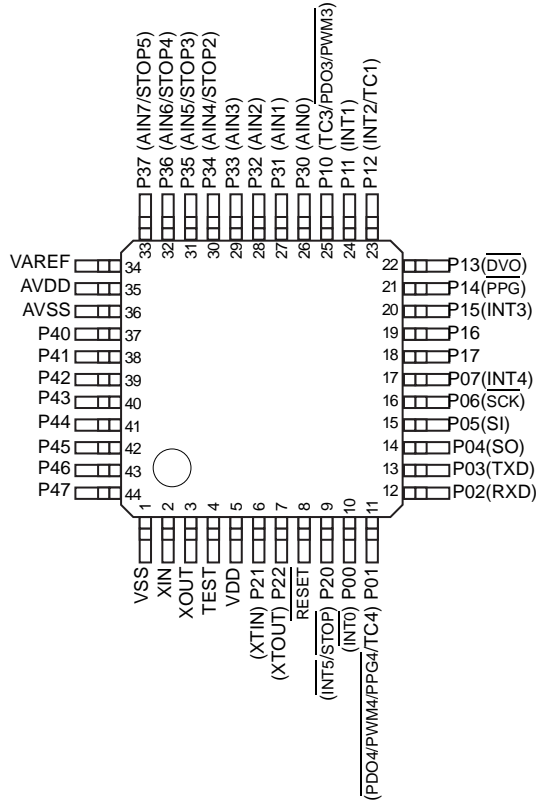 P37 (AIN7/STOP5)
P36 (AIN6/STOP4)
P35 (AIN5/STOP3)
P34 (AIN4/STOP2)
P33 (AIN3)
P32 (AIN2)
P31 (AIN1)
P30 (AIN0)
P10 (TC3/PDO3/PWM3)
P11 (INT1)
P12 (INT2/TC1)
33 32 31 30 29 28 27 26 25 24 23
VAREF 34
AVDD 35
AVSS 36
P40 37
P41 38
P42 39
P43 40
P44 41
P45 42
P46 43
P47 44
22 P13(DVO)
21 P14(PPG)
20 P15(INT3)
19 P16
18 P17
17 P07(INT4)
16 P06(SCK)
15 P05(SI)
14 P04(SO)
13 P03(TXD)
12 P02(RXD)
1 2 3 4 5 6 7 8 9 10 11
VSS
XIN
XOUT
TEST
VDD
(XTIN) P21
(XTOUT) P22
RESET
(INT5/STOP) P20
(INT0) P00
(PDO4/PWM4/PPG4/TC4) P01